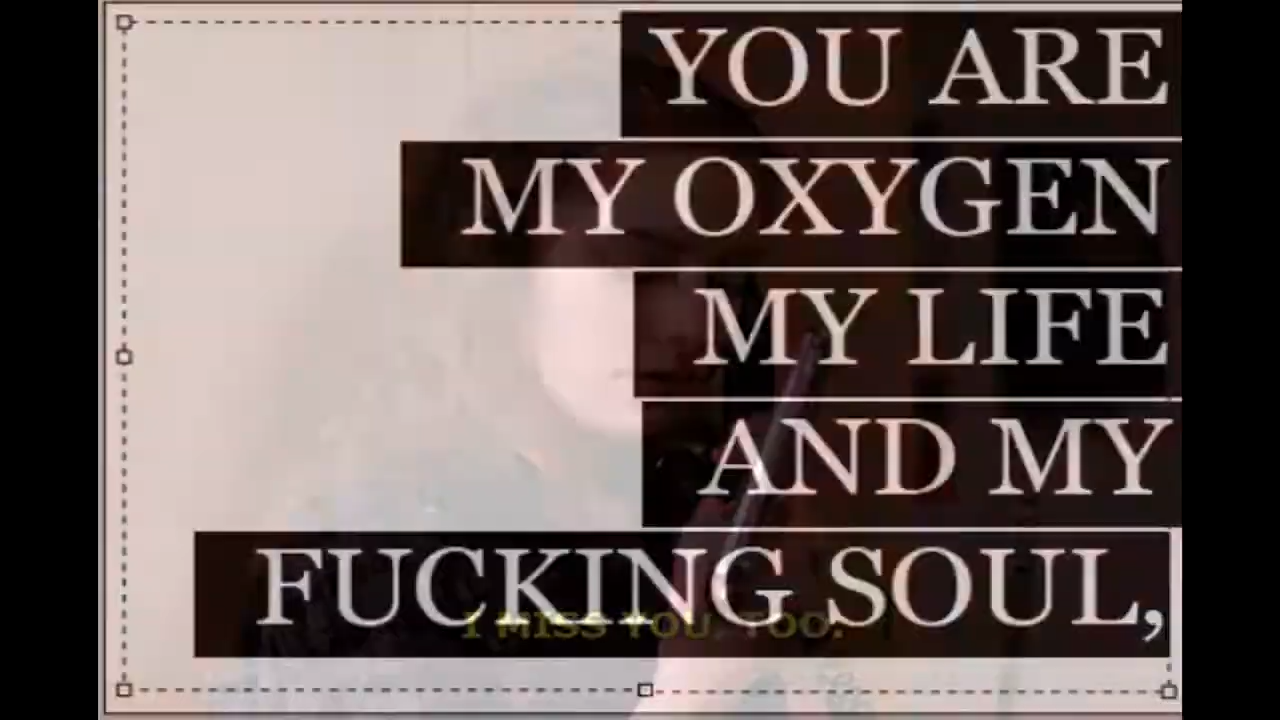 YOU ARE
MY OXYGEN
MY LIFE
AND MY
FUCKING SOUL,
I MISS YOU, TOO.